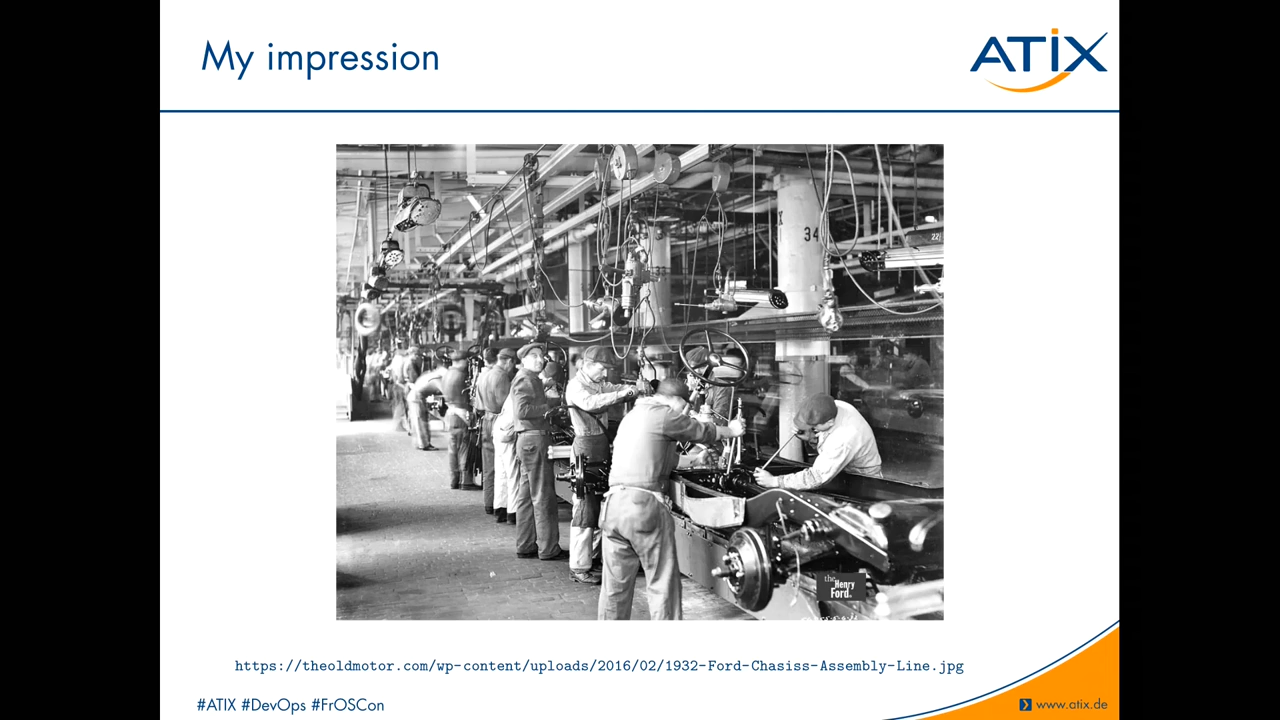 My impression
ATIX
34
22
the
Henry
Ford
https://theoldmotor.com/wp-content/uploads/2016/02/1932-Ford-Chasiss-Assembly-Line.jpg
#ATIX #DevOps #FrOSCon
www.atix.de